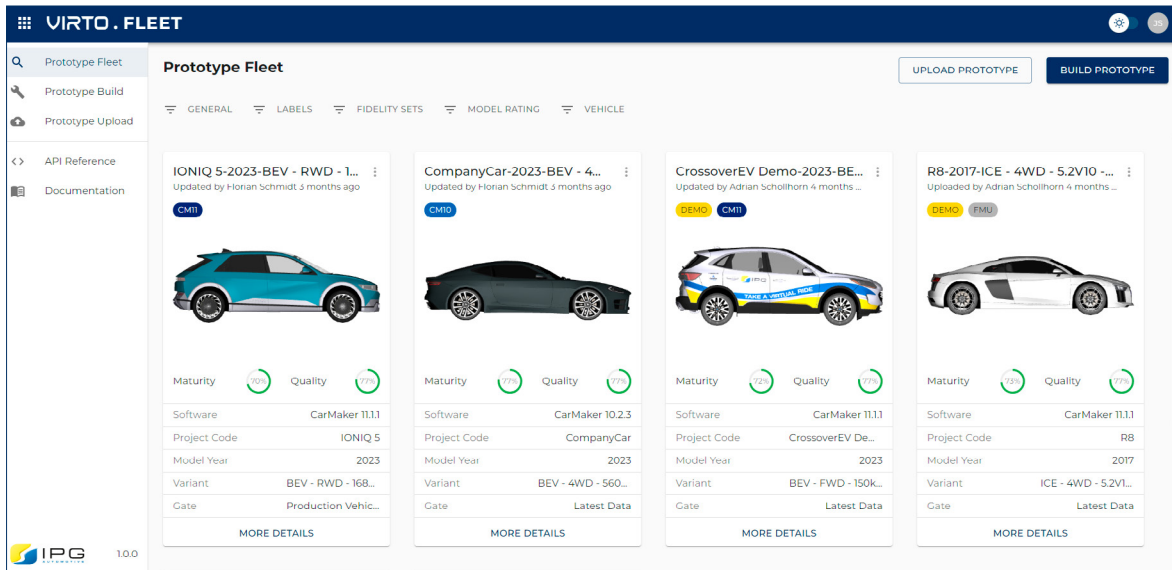 VIRTO . FLEET
JS
Prototype Fleet
Prototype Build
Prototype Upload
API Reference
Documentation
Prototype Fleet
UPLOAD PROTOTYPE
BUILD PROTOTYPE
GENERAL LABELS FIDELITY SETS MODEL RATING VEHICLE
IONIQ 5-2023-BEV - RWD - 1...
Updated by Florian Schmidt 3 months ago
CM11
Maturity 70% Quality 77%
Software CarMaker 11.1.1
Project Code IONIQ 5
Model Year 2023
Variant BEV - RWD - 168...
Gate Production Vehic...
MORE DETAILS
CompanyCar-2023-BEV - 4...
Updated by Florian Schmidt 3 months ago
CM10
Maturity 77% Quality 77%
Software CarMaker 10.2.3
Project Code CompanyCar
Model Year 2023
Variant BEV - 4WD - 560...
Gate Latest Data
MORE DETAILS
CrossoverEV Demo-2023-BE...
Updated by Adrian Schollhorn 4 months ...
DEMO CM11
IPG
TAKE A VIRTUAL RIDE
Maturity 72% Quality 77%
Software CarMaker 11.1.1
Project Code CrossoverEV De...
Model Year 2023
Variant BEV - FWD - 150k...
Gate Latest Data
MORE DETAILS
R8-2017-ICE - 4WD - 5.2V10 -...
Uploaded by Adrian Schollhorn 4 months ...
DEMO FMU
Maturity 73% Quality 77%
Software CarMaker 11.1.1
Project Code R8
Model Year 2017
Variant ICE - 4WD - 5.2V1...
Gate Latest Data
MORE DETAILS
IPG
AUTOMOTIVE
1.0.0